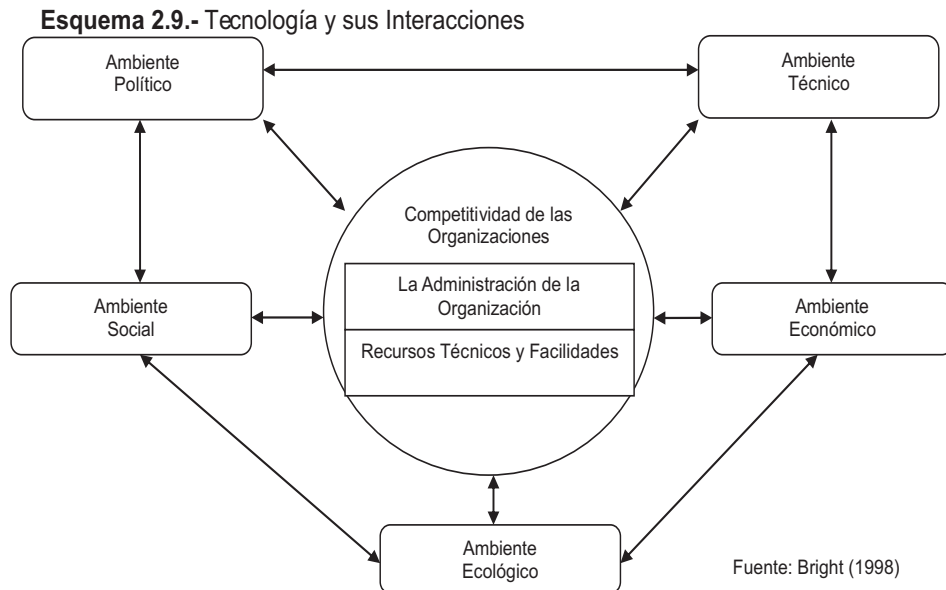 Esquema 2.9.- Tecnología y sus Interacciones
Ambiente
Político
Ambiente
Técnico
Competitividad de las
Organizaciones
La Administración de la
Organización
Recursos Técnicos y Facilidades
Ambiente
Social
Ambiente
Económico
Ambiente
Ecológico
Fuente: Bright (1998)